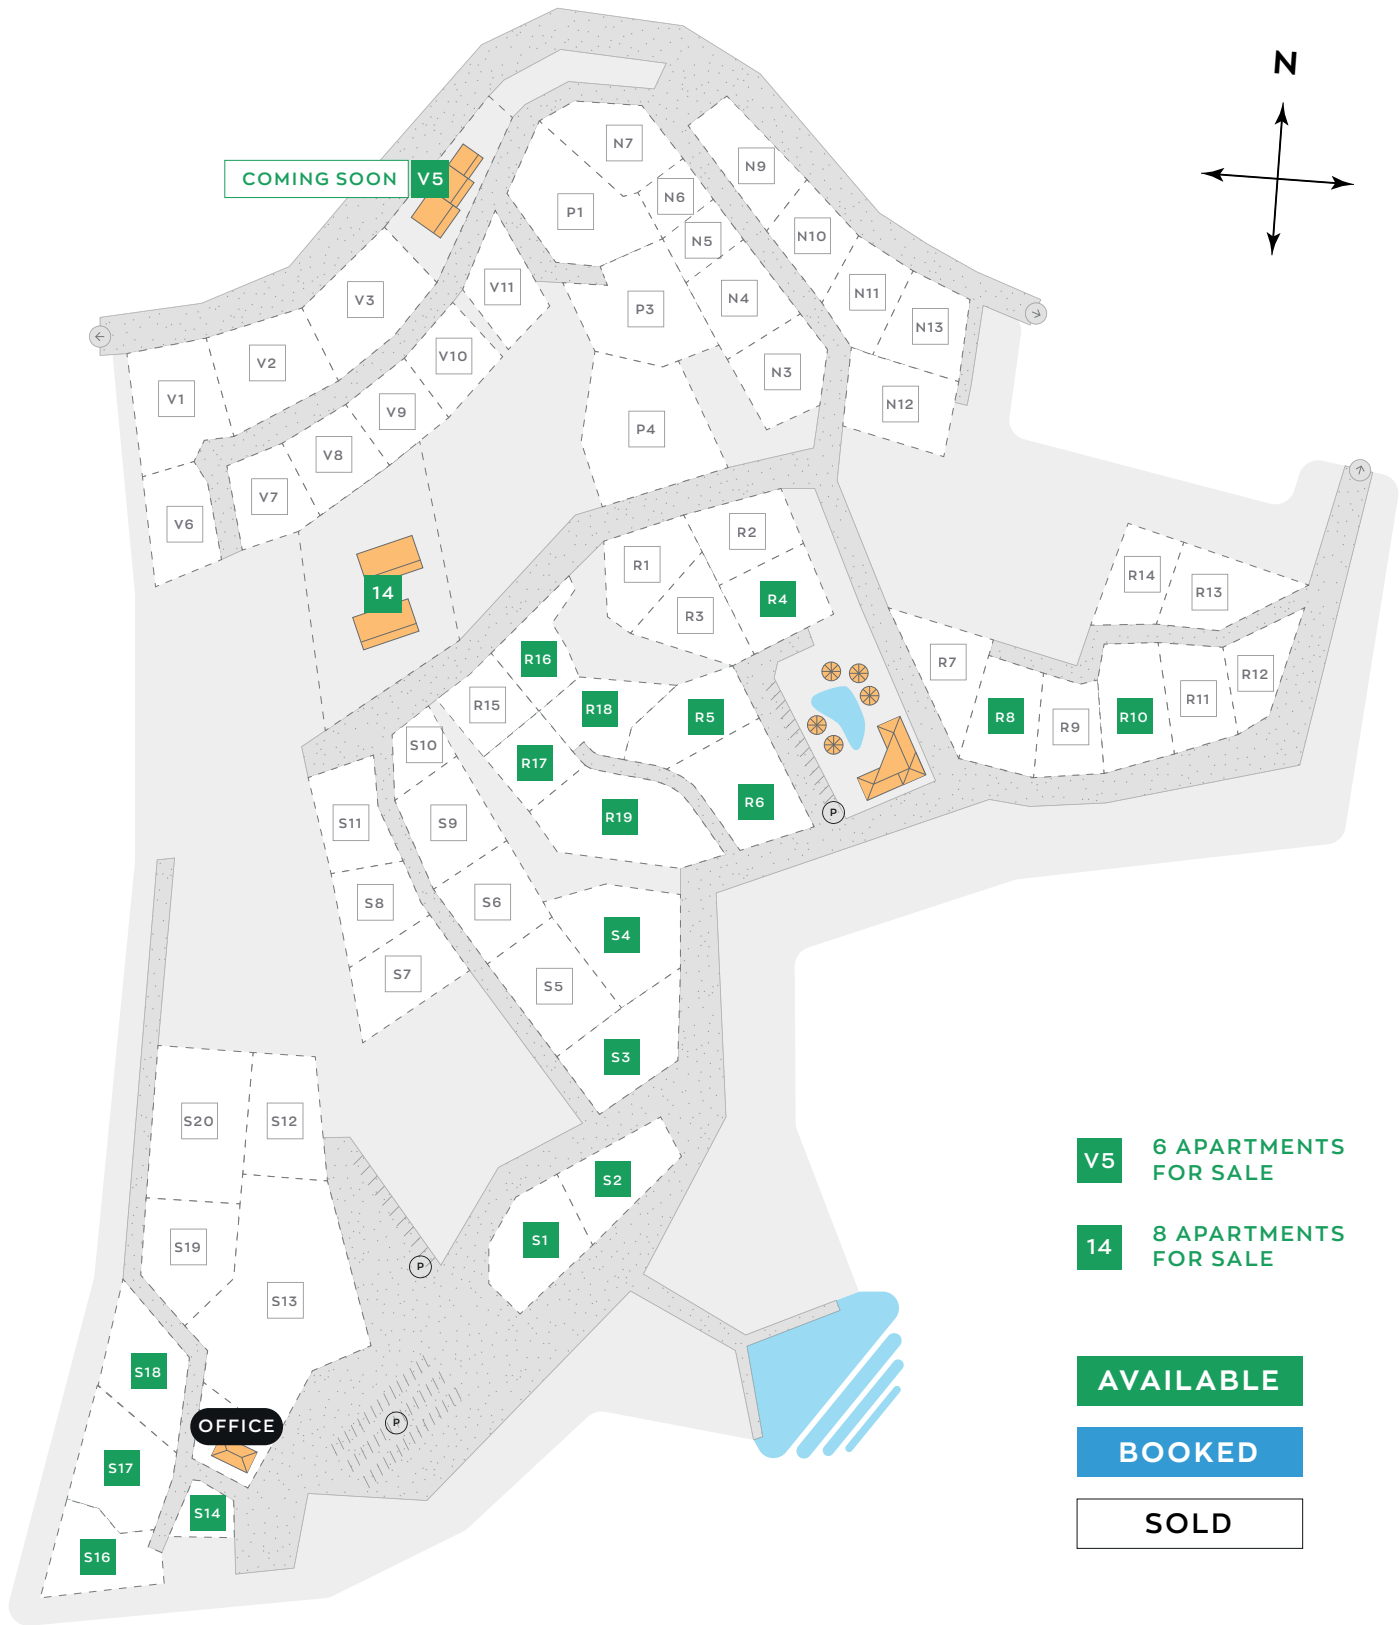 N
N7
N9
COMING SOON
V5
N6
P1
N5
N10
V11
N11
V3
N4
P3
N13
V10
V2
N3
V1
N12
V9
P4
V8
V7
V6
R2
R1
R14
14
R13
R4
R3
R16
R7
R12
R15
R18
R11
R5
R8
R10
R9
S10
R17
R6
P
R19
S11
S9
S6
S8
S4
S7
S5
S3
S20
S12
V5
6 APARTMENTS
FOR SALE
S2
S1
S19
14
8 APARTMENTS
FOR SALE
P
S13
S18
AVAILABLE
P
OFFICE
BOOKED
S17
S14
SOLD
S16